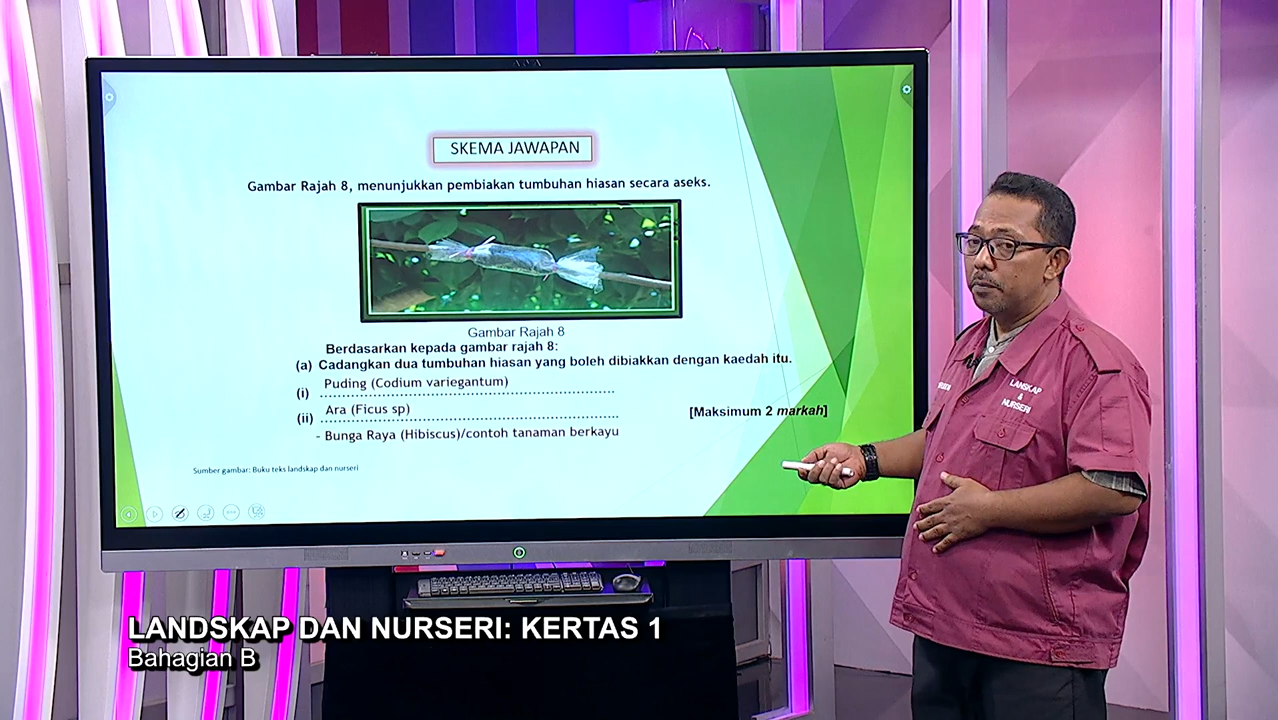 SKEMA JAWAPAN
Gambar Rajah 8, menunjukkan pembiakan tumbuhan hiasan secara aseks.
Gambar Rajah 8
Berdasarkan kepada gambar rajah 8:
(a) Cadangkan dua tumbuhan hiasan yang boleh dibiakkan dengan kaedah itu.
(i) Puding (Codium variegantum)
(ii) Ara (Ficus sp)
[Maksimum 2 markah]
- Bunga Raya (Hibiscus)/contoh tanaman berkayu
Sumber gambar: Buku teks landskap dan nurseri
LANSKAP
&
NURSERI
LANDSKAP DAN NURSERI: KERTAS 1
Bahagian B